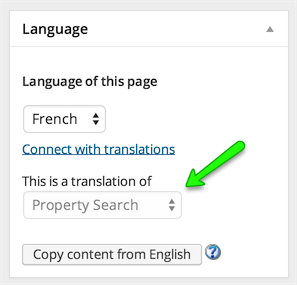 Language
Language of this page
French
Connect with translations
This is a translation of
Property Search
Copy content from English ?